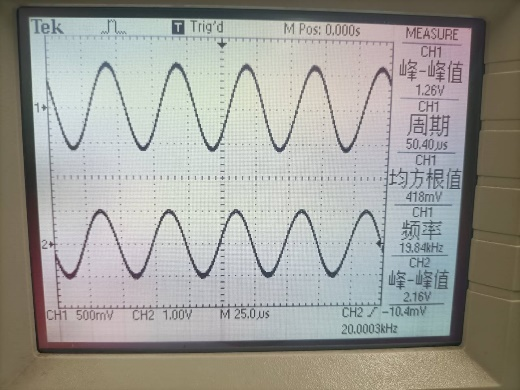 Tek
T Trig'd
M Pos: 0.000s
MEASURE
CH1
峰-峰值
1.26V
CH1
周期
50.40us
CH1
均方根值
418mV
CH1
频率
19.84kHz
CH2
峰-峰值
2.16V
1
2
CH1 500mV
CH2 1.00V
M 25.0us
CH2 ∕ -10.4mV
20.0003kHz